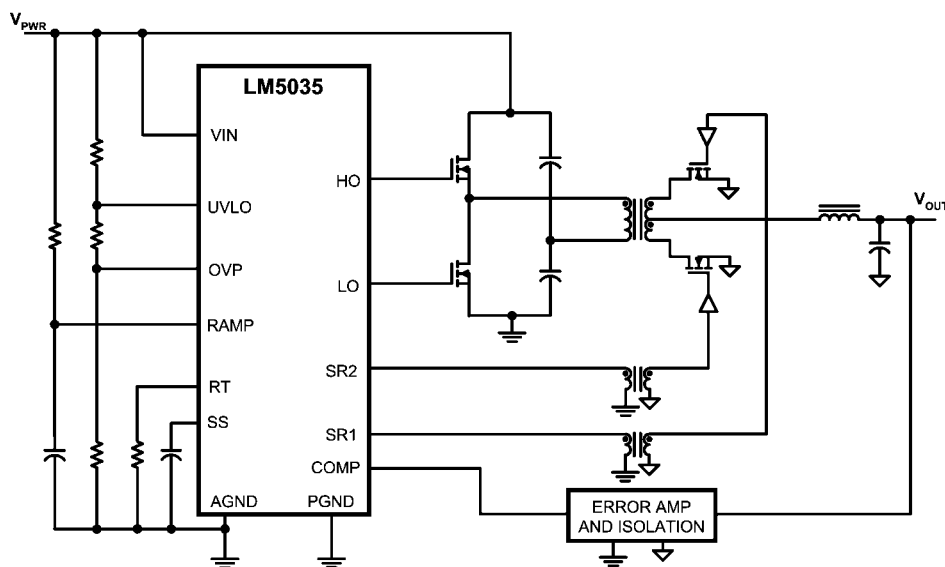 VPWR
LM5035
VIN
HO
UVLO
VOUT
OVP
LO
RAMP
RT
SR2
SS
SR1
COMP
AGND
PGND
ERROR AMP
AND ISOLATION